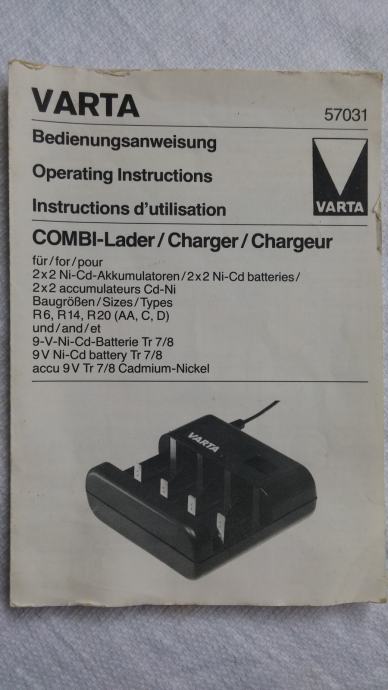 VARTA
57031
Bedienungsanweisung
Operating Instructions
Instructions d'utilisation
VARTA
COMBI-Lader/Charger/Chargeur
für/for/pour
2x2 Ni-Cd-Akkumulatoren/2x2 Ni-Cd batteries/
2x2 accumulateurs Cd-Ni
Baugrößen/Sizes/Types
R6, R14, R20 (AA, C, D)
und/and/et
9-V-Ni-Cd-Batterie Tr 7/8
9V Ni-Cd battery Tr 7/8
accu 9V Tr 7/8 Cadmium-Nickel
VARTA